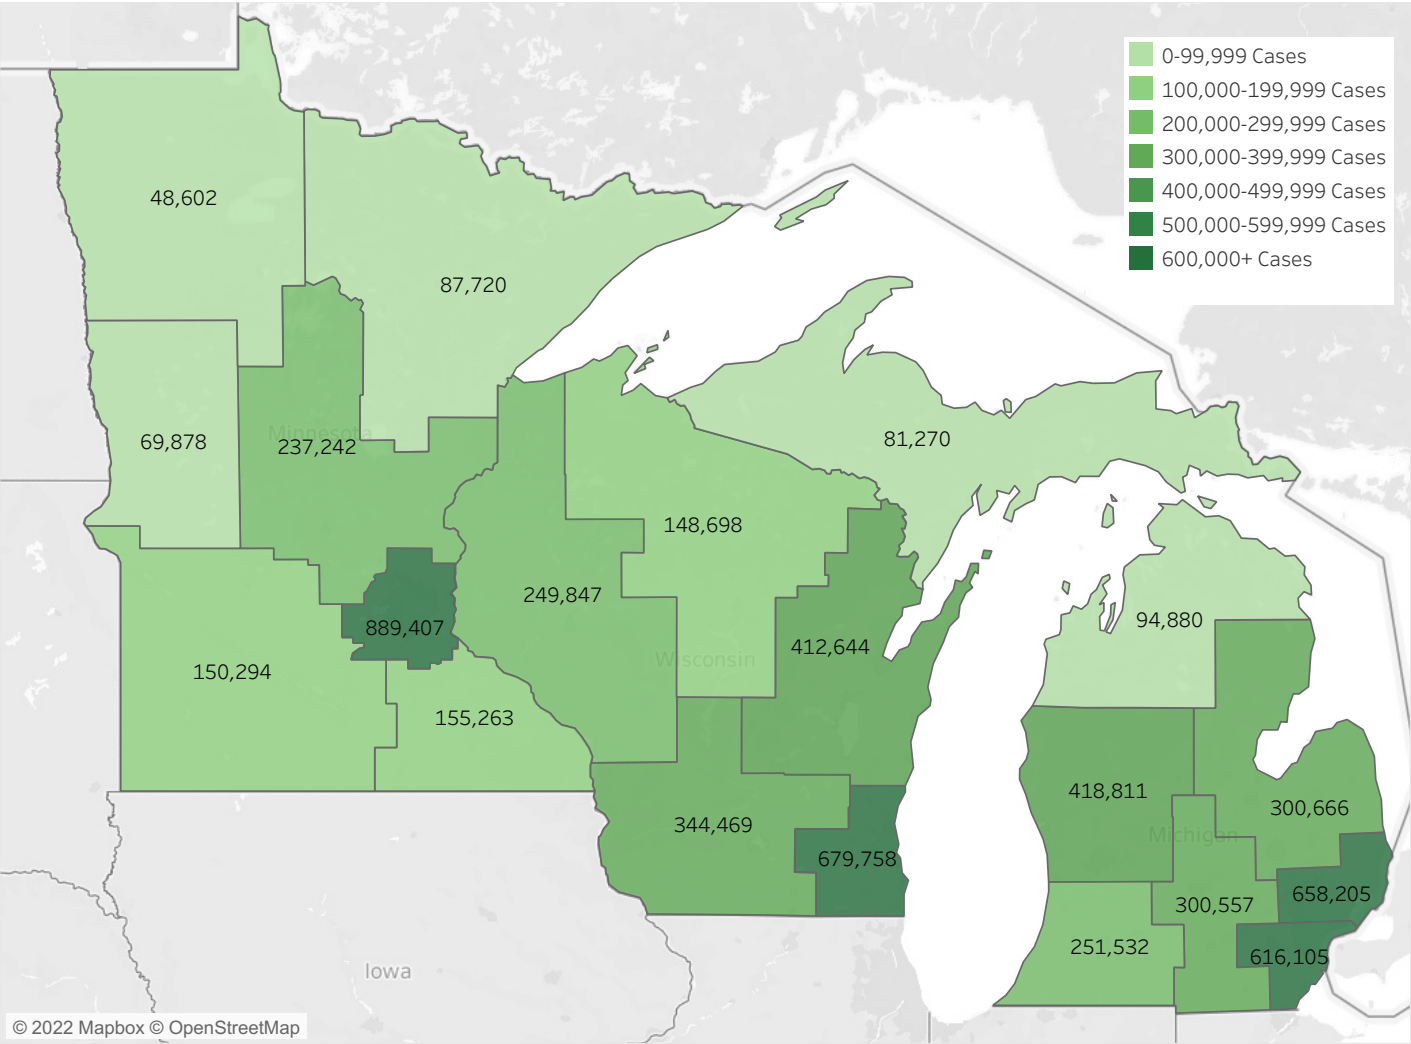 0-99,999 Cases
100,000-199,999 Cases
200,000-299,999 Cases
300,000-399,999 Cases
400,000-499,999 Cases
500,000-599,999 Cases
600,000+ Cases
48,602
87,720
69,878
Minnesota
237,242
81,270
148,698
249,847
94,880
889,407
412,644
Wisconsin
150,294
155,263
418,811
300,666
344,469
Michigan
679,758
658,205
300,557
251,532
616,105
Iowa
© 2022 Mapbox © OpenStreetMap